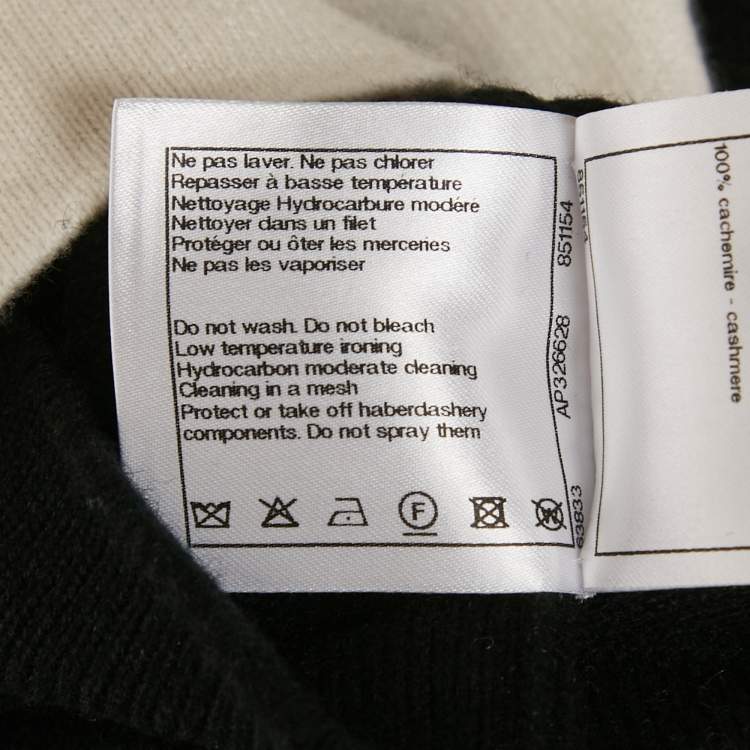 Ne pas laver. Ne pas chlorer
Repasser à basse température
Nettoyage Hydrocarbure modéré
Nettoyer dans un filet
Protéger ou ôter les merceries
Ne pas les vaporiser
Do not wash. Do not bleach
Low temperature ironing
Hydrocarbon moderate cleaning
Cleaning in a mesh
Protect or take off haberdashery
components. Do not spray them
F
W
63833
AP326628
851154
851154
100% cachemire - cashmere